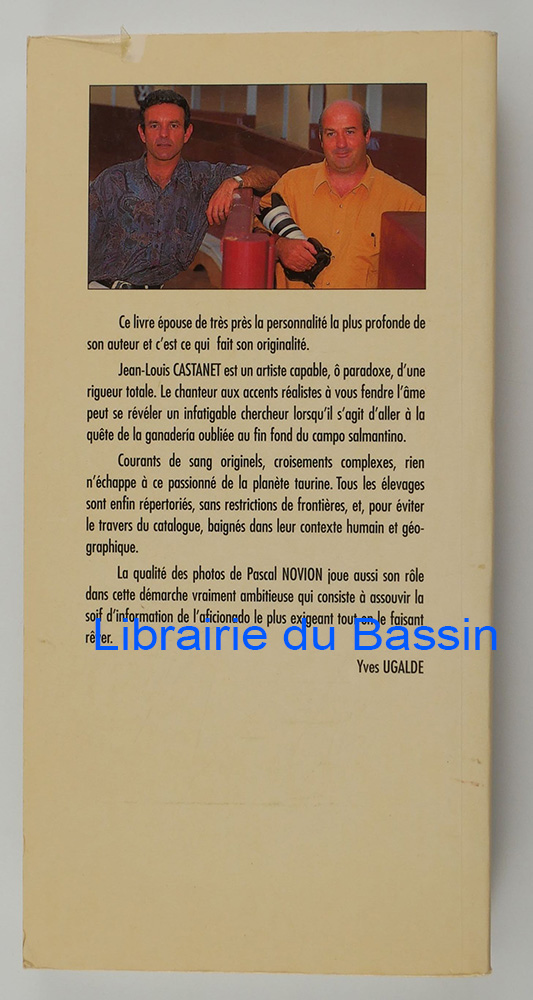 Ce livre épouse de très près la personnalité la plus profonde de
son auteur et c'est ce qui fait son originalité.
Jean-Louis CASTANET est un artiste capable, ô paradoxe, d'une
rigueur totale. Le chanteur aux accents réalistes à vous fendre l'âme
peut se révéler un infatigable chercheur lorsqu'il s'agit d'aller à la
quête de la ganadería oubliée au fin fond du campo salmantino.
Courants de sang originels, croisements complexes, rien
n'échappe à ce passionné de la planète taurine. Tous les élevages
sont enfin répertoriés, sans restrictions de frontières, et, pour éviter
le travers du catalogue, baignés dans leur contexte humain et géo-
graphique.
La qualité des photos de Pascal NOVION joue aussi son rôle
dans cette démarche vraiment ambitieuse qui consiste à assouvir la
soif d'information de l'aficionado le plus exigeant tout en le faisant
rêver.
Librairie du Bassin
Yves UGALDE